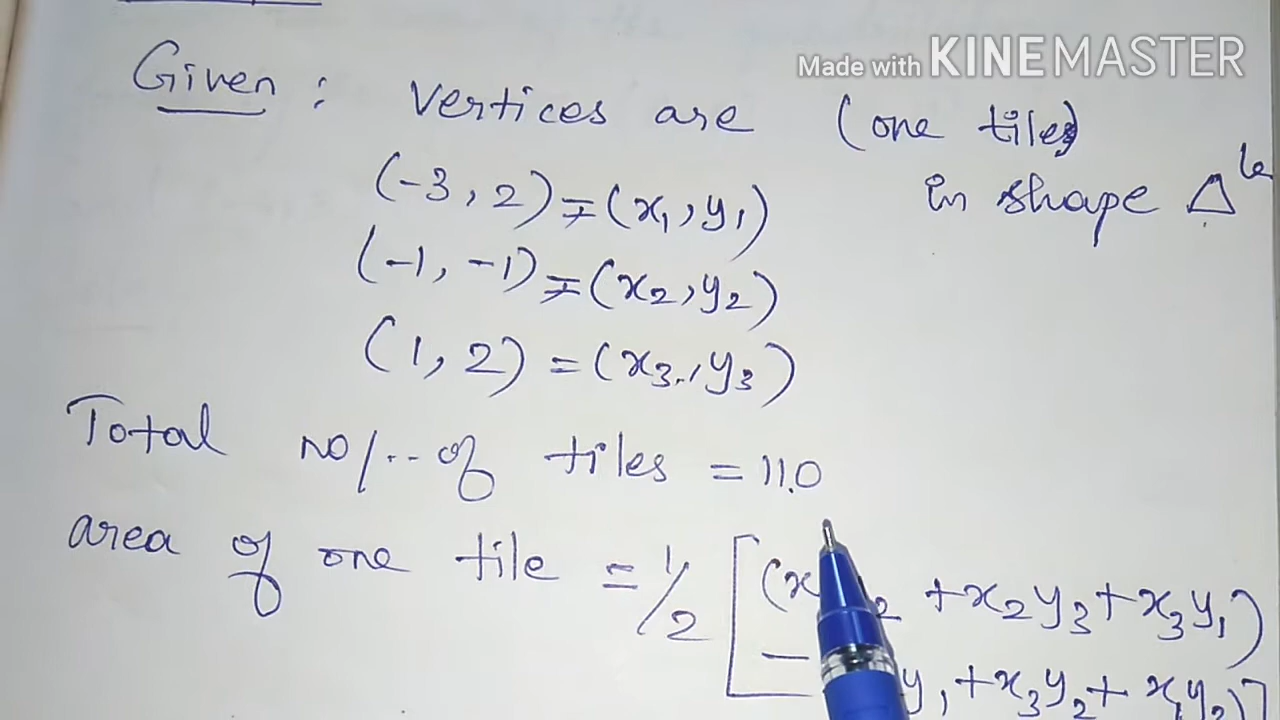 Made with KINEMASTER
Given : vertices are (one tiles)
in shape Δle
(-3, 2) = (x₁, y₁)
(-1, -1) = (x₂, y₂)
(1, 2) = (x₃, y₃)
Total no/.. of tiles = 110
area of one tile = 1/2 [(x + x₂y₃ + x₃y₁)
- y₁ + x₃y₂ + x₁y₂)]